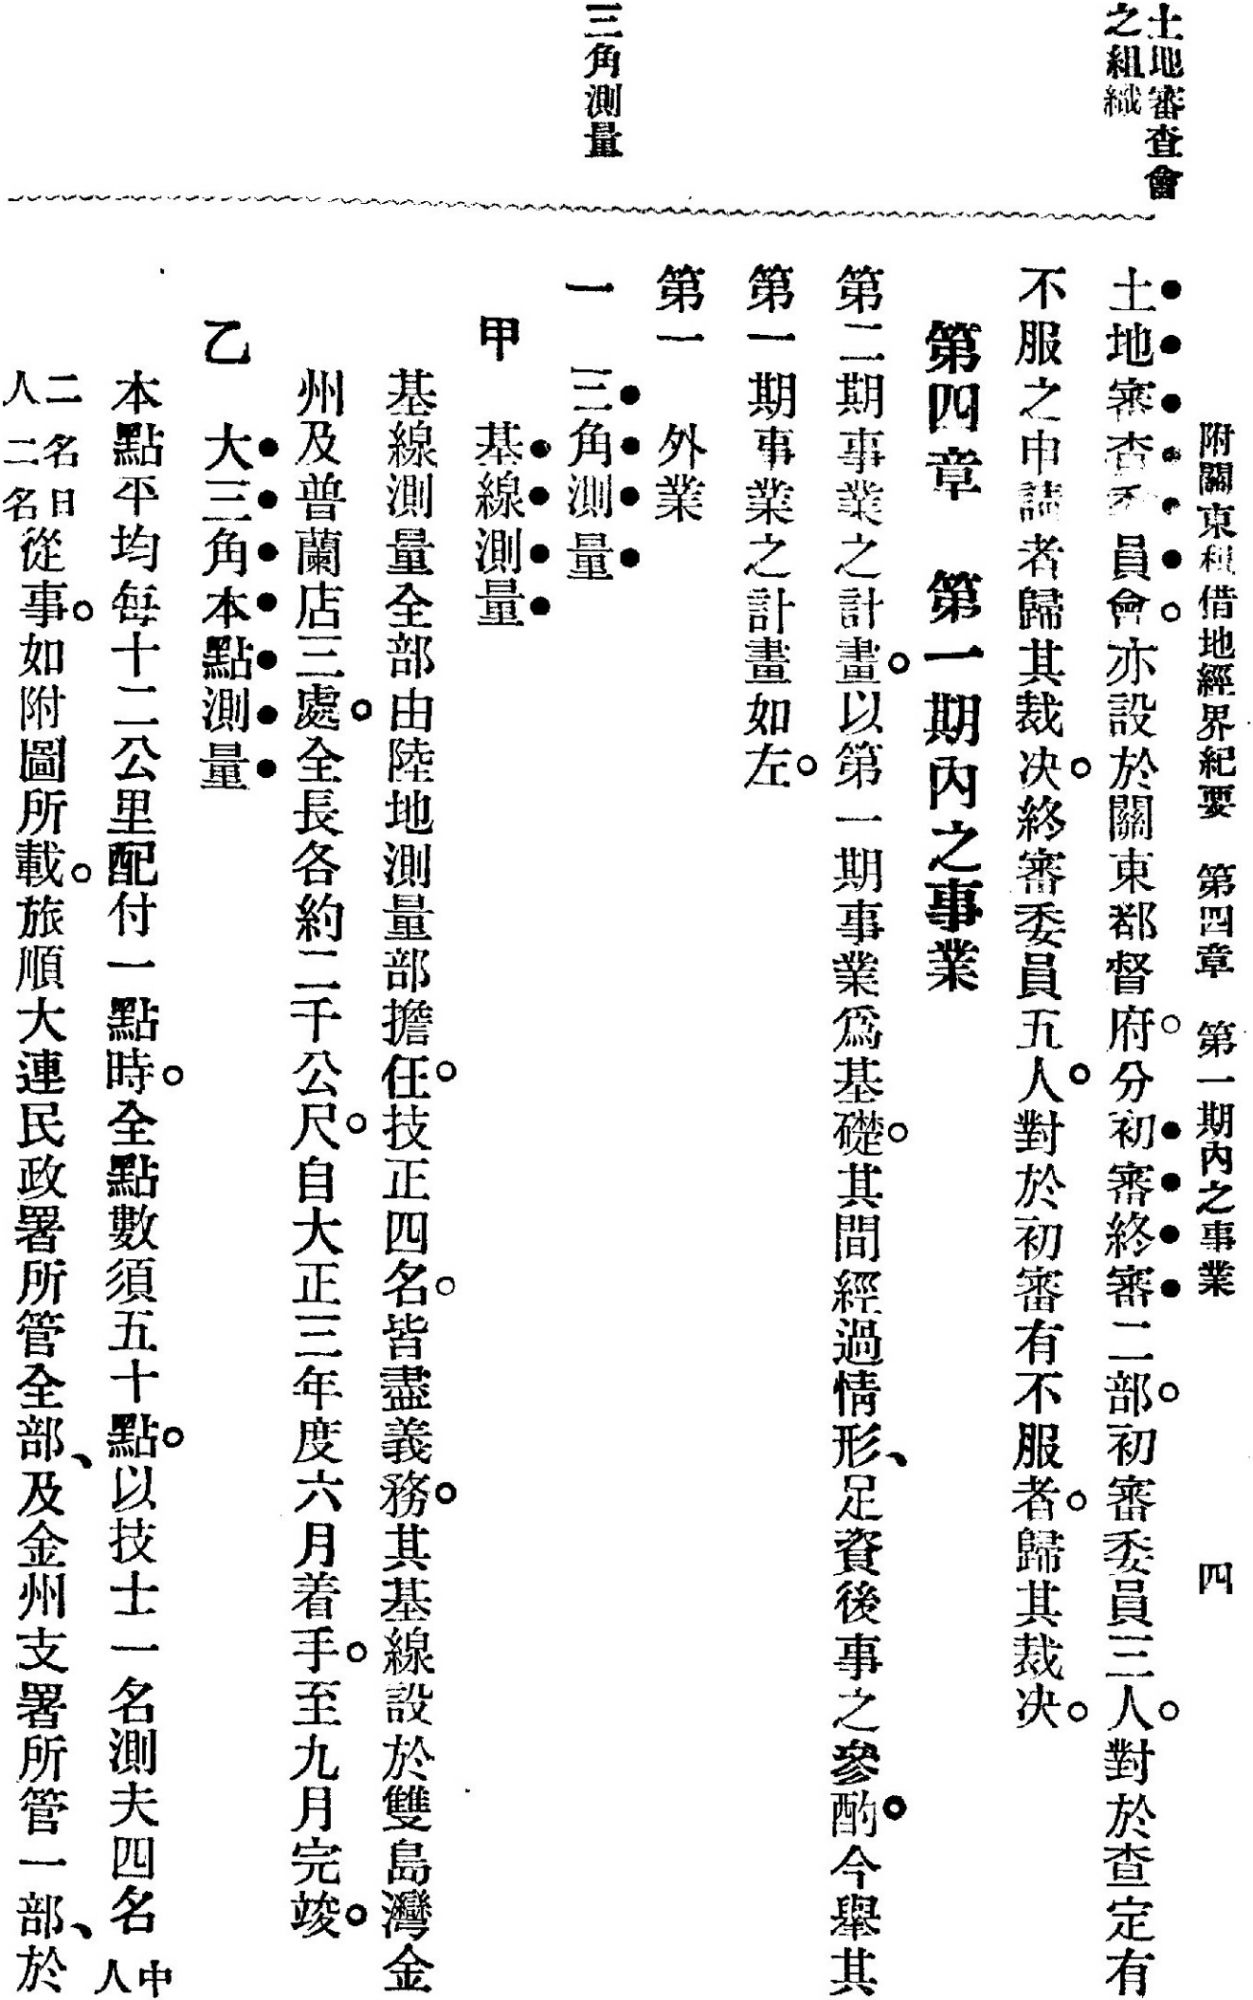 附關東租借地經界紀要　第四章　第一期內之事業　四
土地審查會
之組織
土地審查委員會。亦設於關東都督府。分初審終審二部。初審委員三人。對於查定有
不服之申請者歸其裁决。終審委員五人。對於初審有不服者。歸其裁决。
第四章　第一期內之事業
第二期事業之計畫。以第一期事業爲基礎。其間經過情形、足資後事之參酌。今舉其
第一期事業之計畫如左。
第一　外業
三角測量
一　三角測量
甲　基線測量
基線測量全部由陸地測量部擔任。技正四名。皆盡義務。其基線設於雙島灣金
州及普蘭店三處。全長各約二千公尺。自大正三年度六月着手。至九月完竣。
乙　大三角本點測量
本點平均每十二公里配付一點時。全點數須五十點。以技士一名測夫四名中人
二名日人二名從事。如附圖所載。旅順大連民政署所管全部、及金州支署所管一部、於